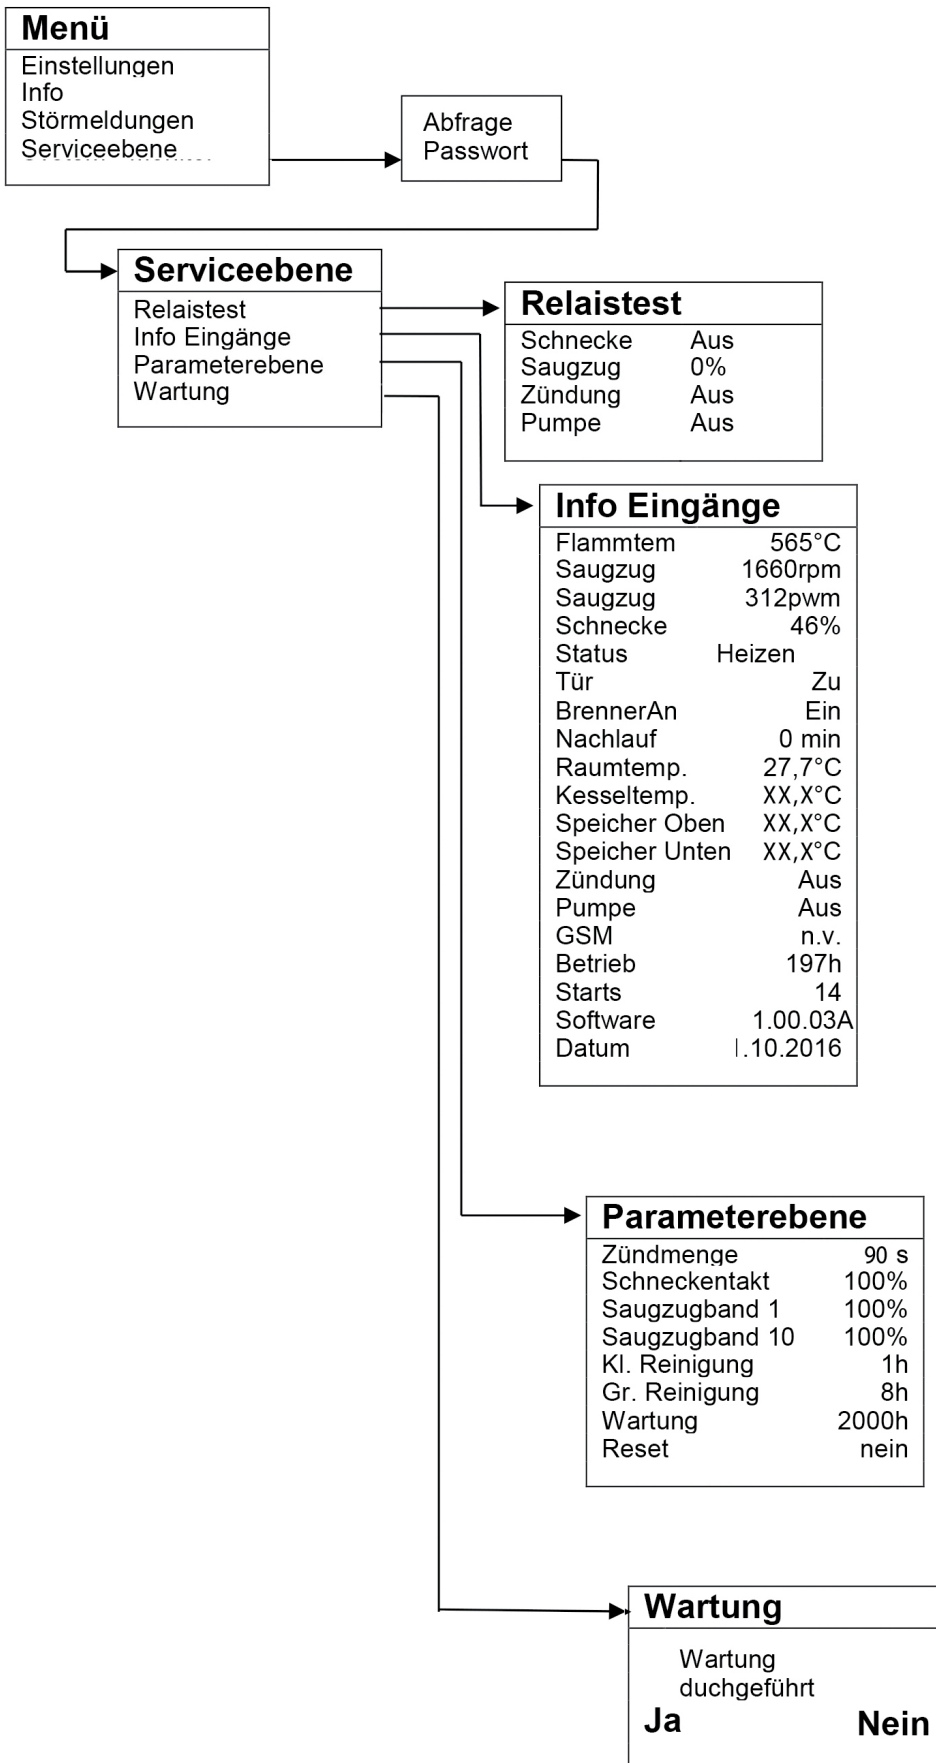 Menü
Einstellungen
Info
Störmeldungen
Serviceebene
Abfrage
Passwort
Serviceebene
Relaistest
Info Eingänge
Parameterebene
Wartung
Relaistest
Schnecke Aus
Saugzug 0%
Zündung Aus
Pumpe Aus
Info Eingänge
Flammtem 565°C
Saugzug 1660rpm
Saugzug 312pwm
Schnecke 46%
Status Heizen
Tür Zu
BrennerAn Ein
Nachlauf 0 min
Raumtemp. 27,7°C
Kesseltemp. XX,X°C
Speicher Oben XX,X°C
Speicher Unten XX,X°C
Zündung Aus
Pumpe Aus
GSM n.v.
Betrieb 197h
Starts 14
Software 1.00.03A
Datum .10.2016
Parameterebene
Zündmenge 90 s
Schneckentakt 100%
Saugzugband 1 100%
Saugzugband 10 100%
Kl. Reinigung 1h
Gr. Reinigung 8h
Wartung 2000h
Reset nein
Wartung
Wartung
duchgeführt
Ja Nein